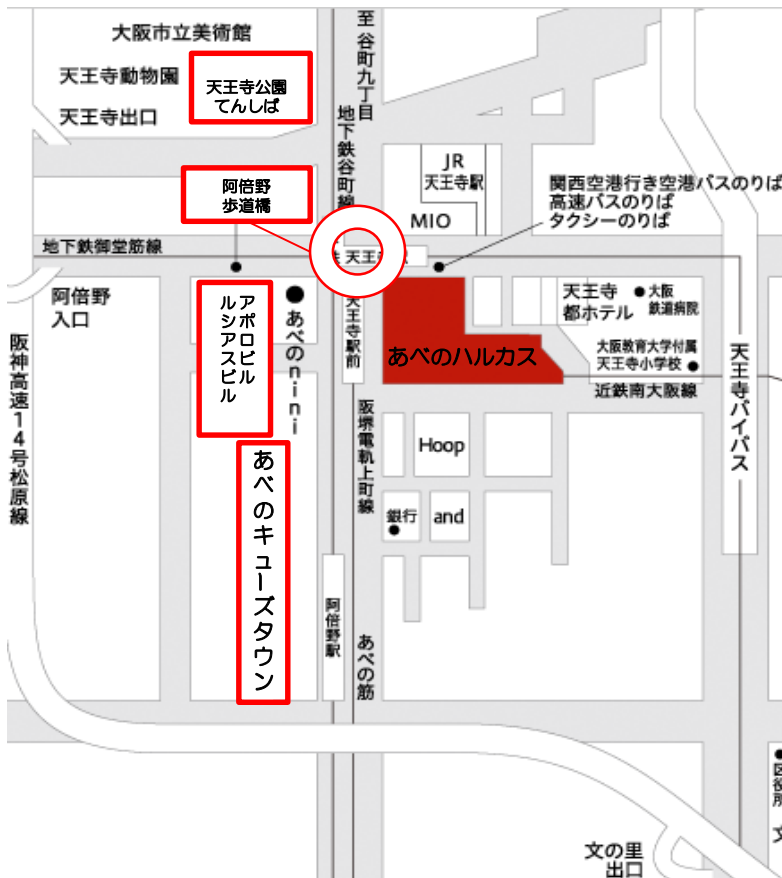 大阪市立美術館
天王寺動物園
天王寺出口
天王寺公園
てんしば
至 谷町九丁目
地下鉄谷町線
JR
天王寺駅
MIO
関西空港行き空港バスのりば
高速バスのりば
タクシーのりば
阿倍野
歩道橋
地下鉄御堂筋線
天王
阿倍野
入口
アポロビル
ルシアスビル
あべのnini
天王寺駅前
あべのハルカス
天王寺
都ホテル
大阪
鉄道病院
大阪教育大学付属
天王寺小学校
近鉄南大阪線
天王寺バイパス
阪神高速14号松原線
阪堺電軌上町線
Hoop
銀行
and
あべのキューズタウン
阿倍野駅
あべの筋
区役所
文
文の里
出口